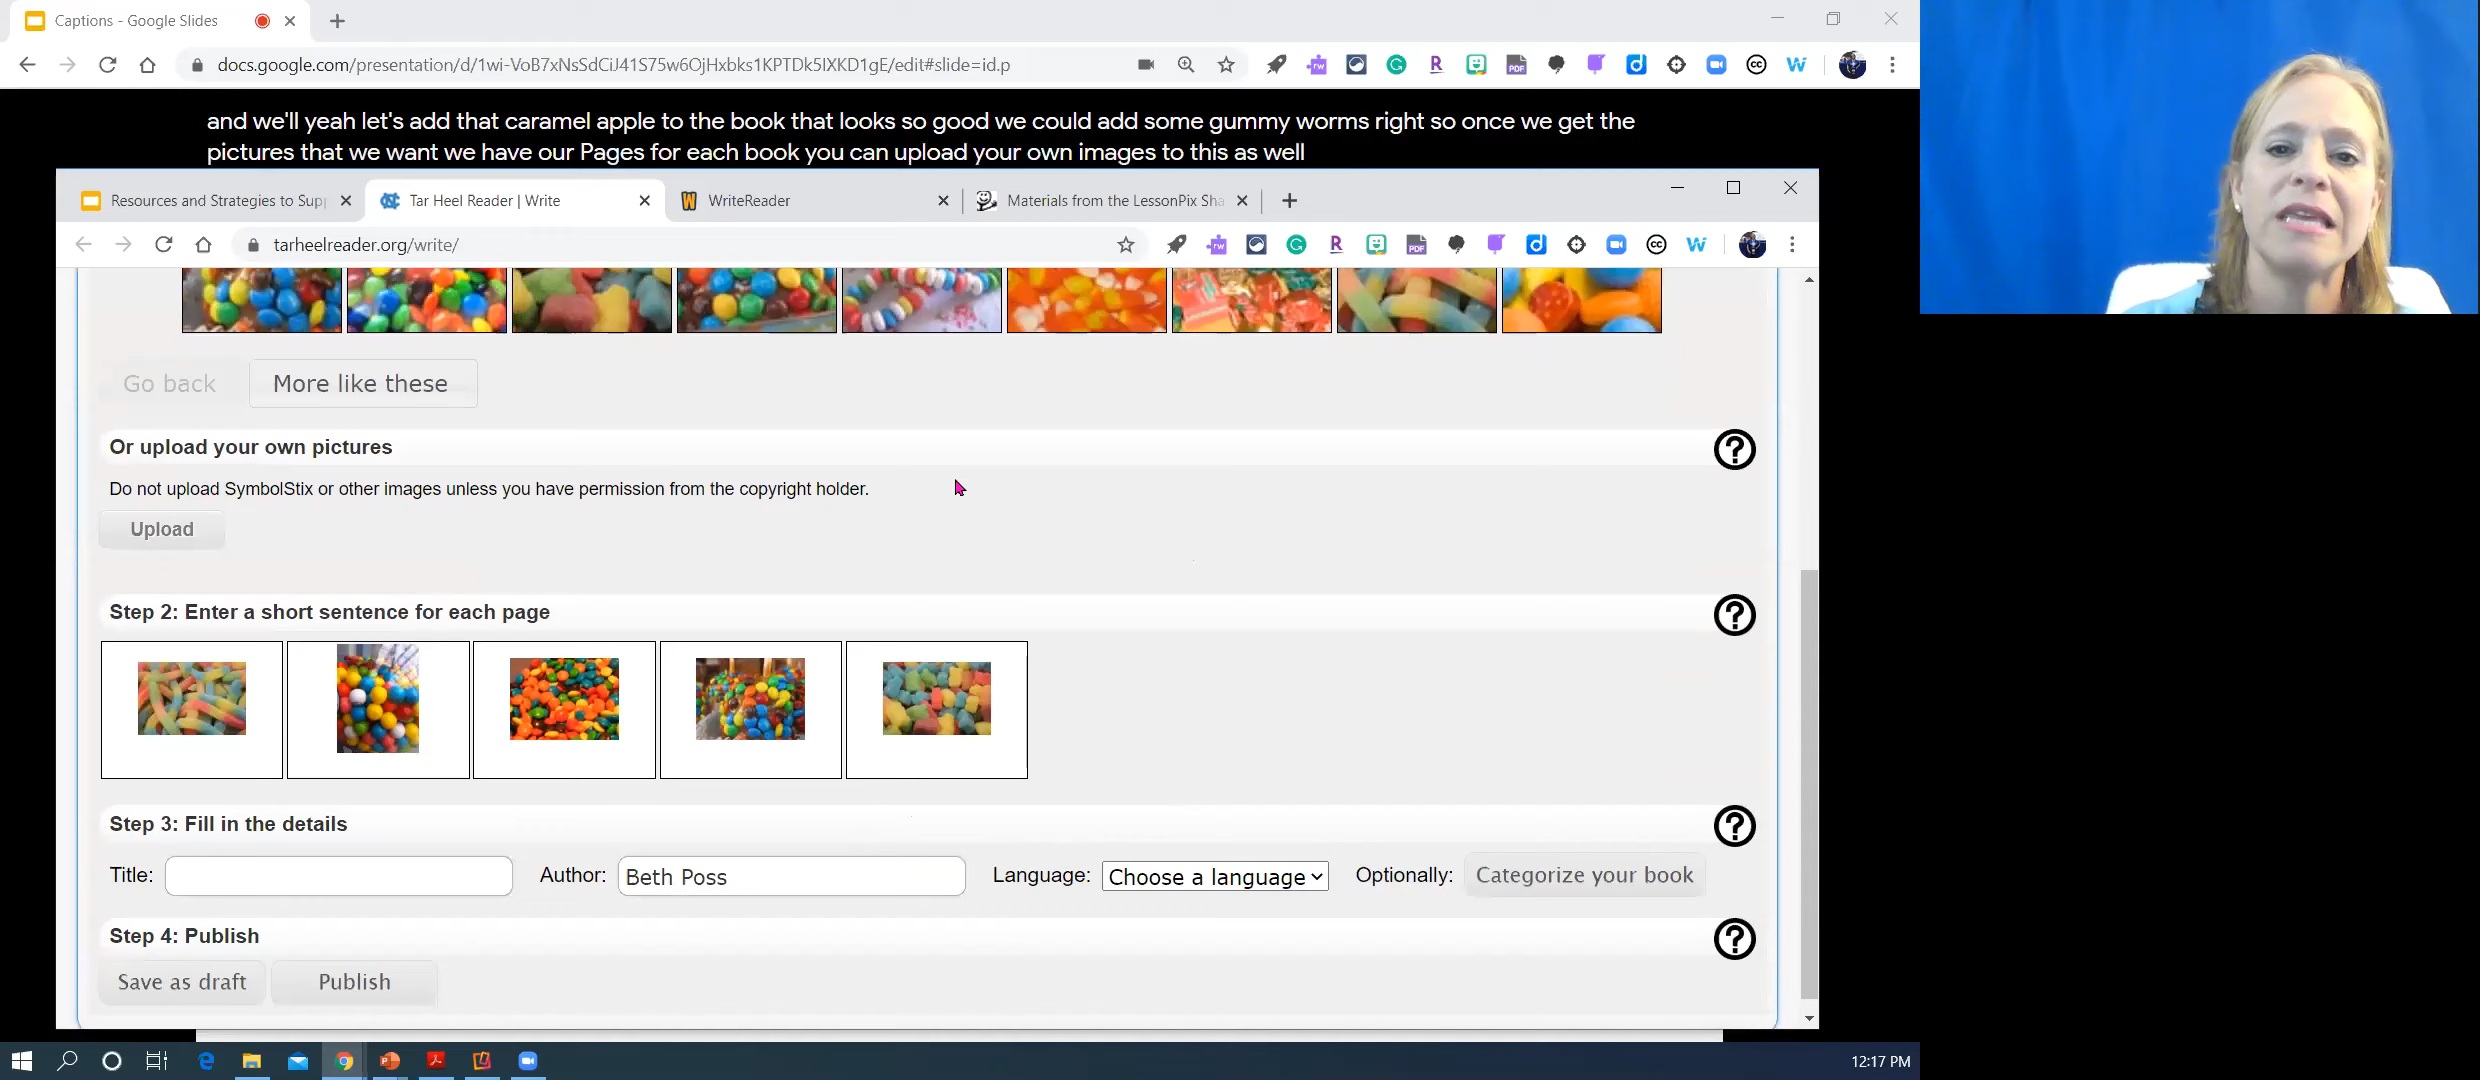 Captions - Google Slides
docs.google.com/presentation/d/1wi-VoB7xNsSdCiJ41S75w6OjHxbks1KPTDk5IXKD1gE/edit#slide=id.p
and we'll yeah let's add that caramel apple to the book that looks so good we could add some gummy worms right so once we get the
pictures that we want we have our Pages for each book you can upload your own images to this as well
Resources and Strategies to Supp
Tar Heel Reader | Write
WriteReader
Materials from the LessonPix Sha
tarheelreader.org/write/
Go back
More like these
Or upload your own pictures
Do not upload SymbolStix or other images unless you have permission from the copyright holder.
Upload
Step 2: Enter a short sentence for each page
Step 3: Fill in the details
Title:
Author: Beth Poss
Language: Choose a language
Optionally: Categorize your book
Step 4: Publish
Save as draft
Publish
12:17 PM